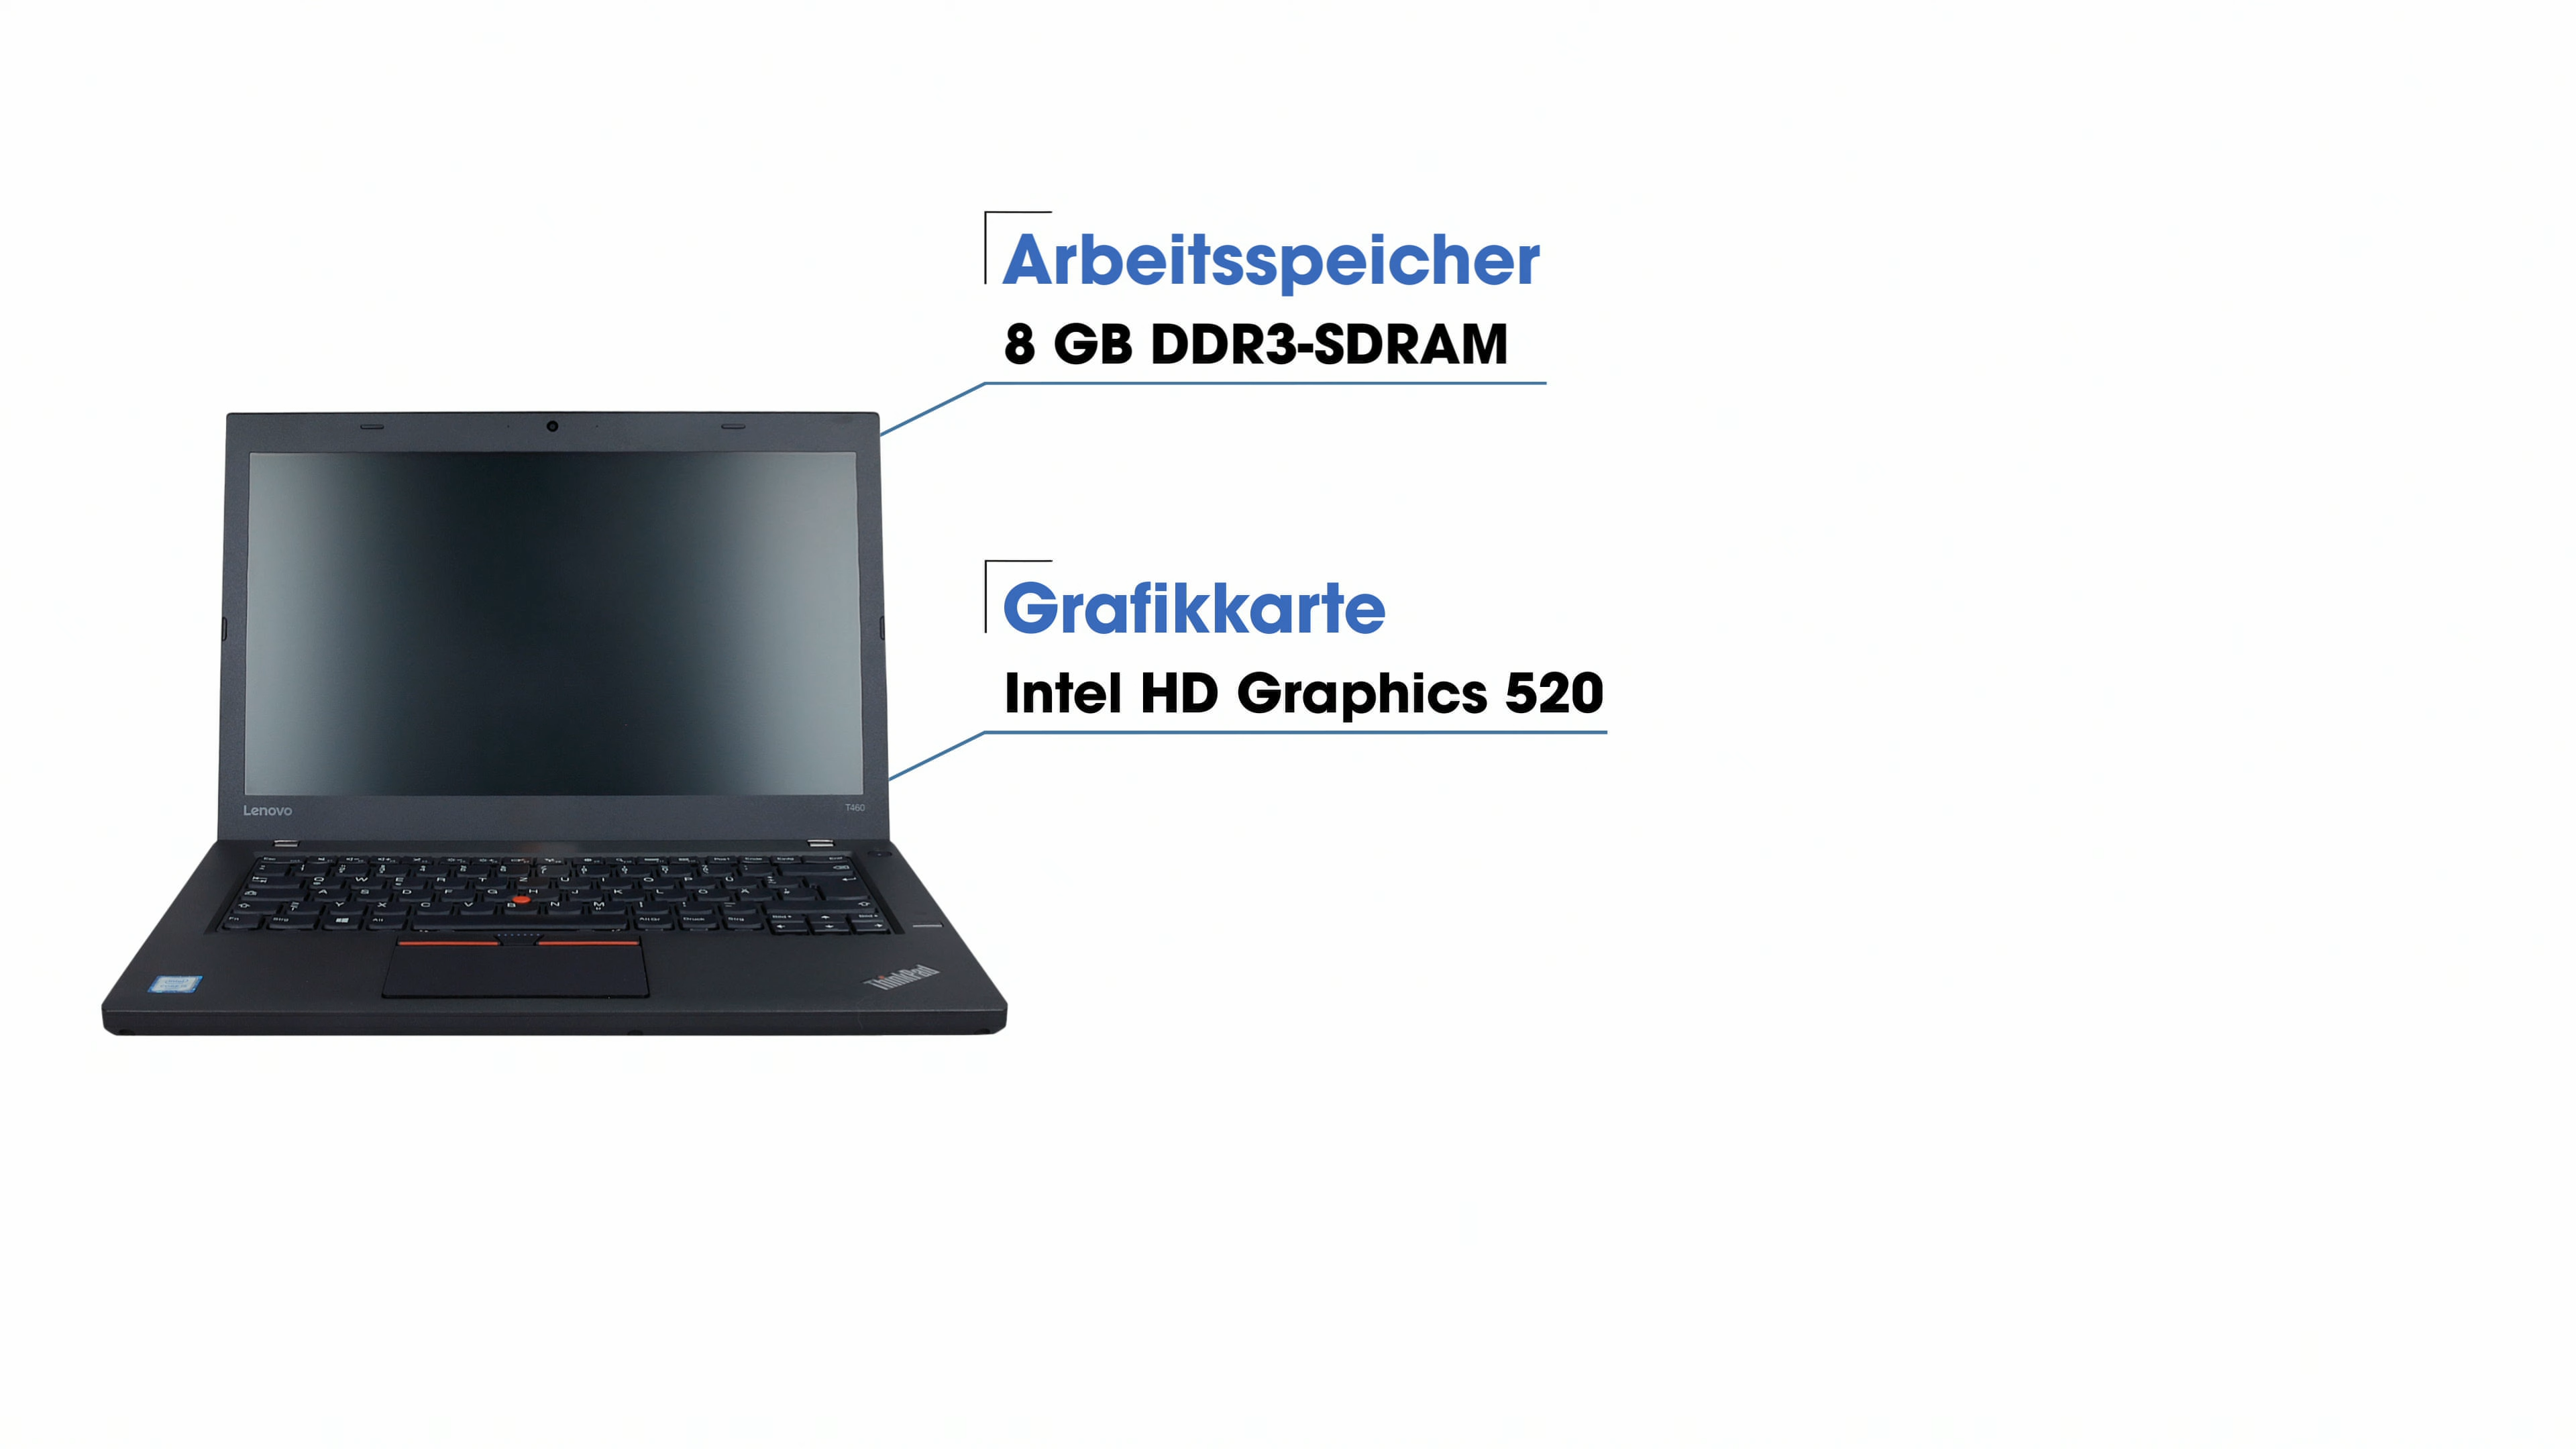 Arbeitsspeicher
8 GB DDR3-SDRAM
Grafikkarte
Intel HD Graphics 520
Lenovo
T460
ThinkPad